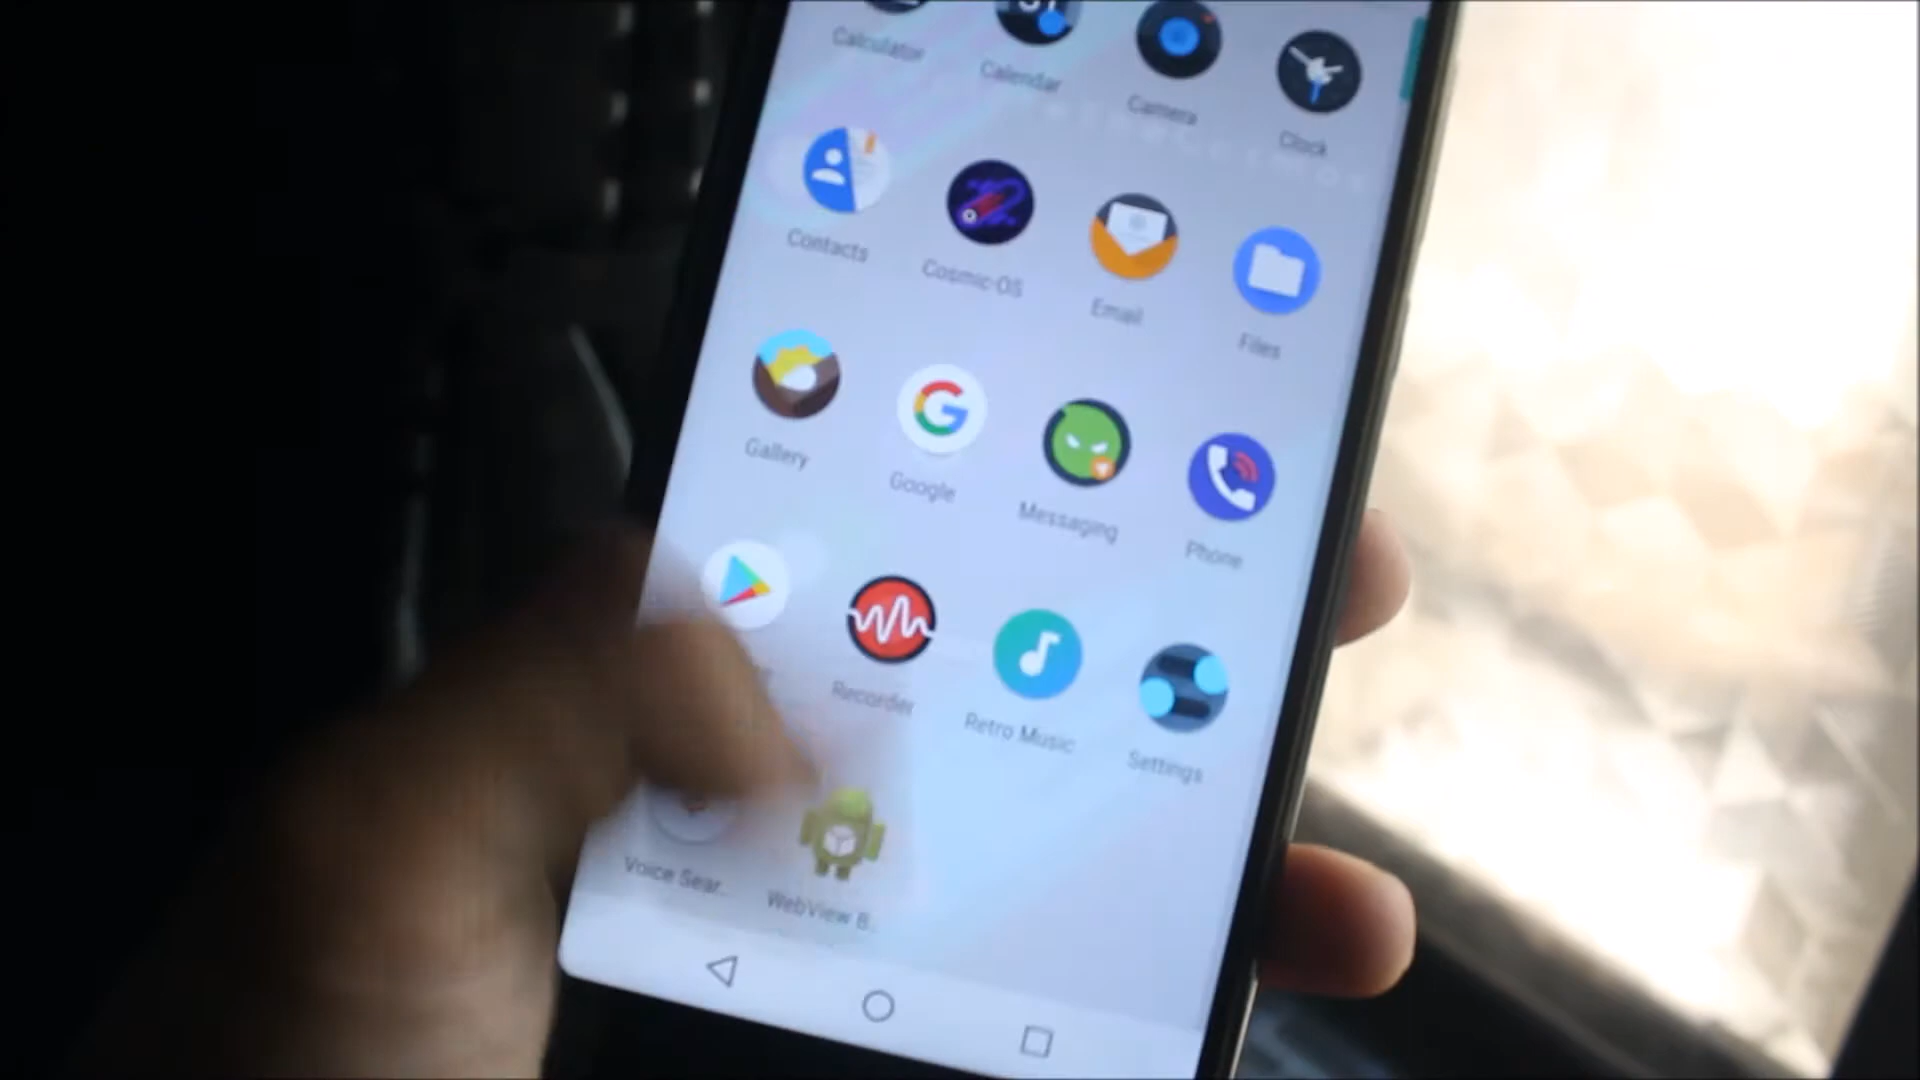 Calculator
Calendar
Camera
Clock
Contacts
Cosmic-OS
Email
Files
Gallery
Google
Messaging
Phone
Recorder
Retro Music
Settings
Voice Sear..
WebView B..